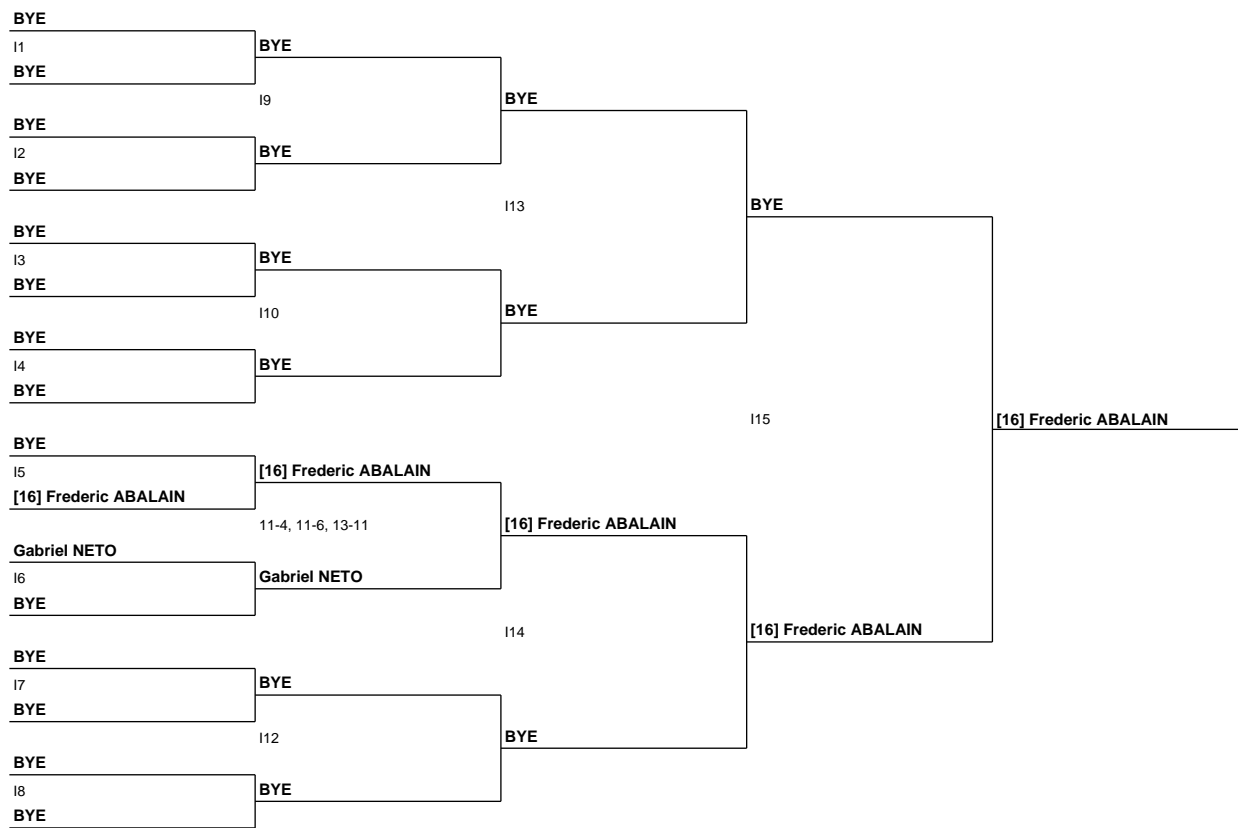 BYE
I1
BYE
BYE
I9
BYE
BYE
I2
BYE
BYE
I13
BYE
BYE
I3
BYE
BYE
I10
BYE
BYE
I4
BYE
BYE
I15
[16] Frederic ABALAIN
BYE
I5
[16] Frederic ABALAIN
[16] Frederic ABALAIN
11-4, 11-6, 13-11
[16] Frederic ABALAIN
Gabriel NETO
I6
Gabriel NETO
BYE
I14
[16] Frederic ABALAIN
BYE
I7
BYE
BYE
I12
BYE
BYE
I8
BYE
BYE